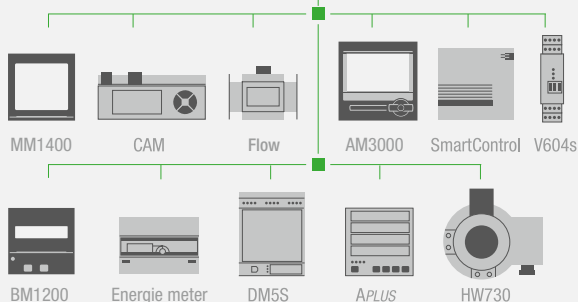 MM1400 CAM Flow AM3000 SmartControl V604s
BM1200 Energie meter DM5S APLUS HW730